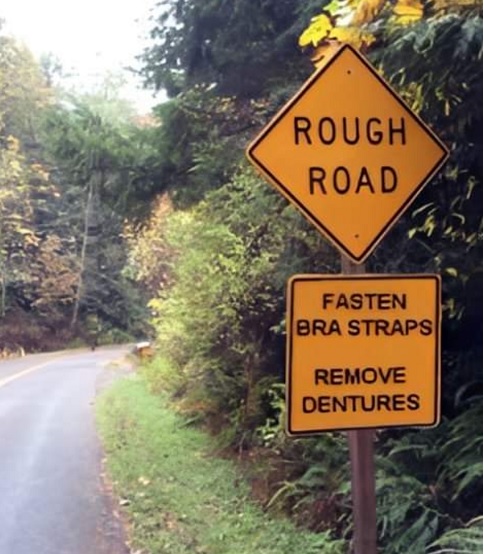 ROUGH
ROAD
FASTEN
BRA STRAPS
REMOVE
DENTURES